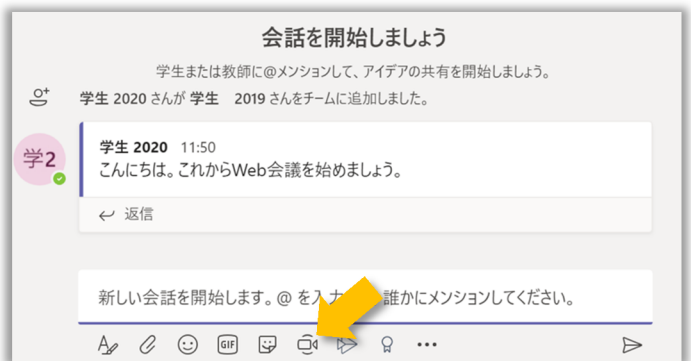 会話を開始しましょう
学生または教師に@メンションして、アイデアの共有を開始しましょう。
学生 2020 さんが 学生 2019 さんをチームに追加しました。
学2
学生 2020 11:50
こんにちは。これからWeb会議を始めましょう。
返信
新しい会話を開始します。@ を入力 誰かにメンションしてください。
GIF